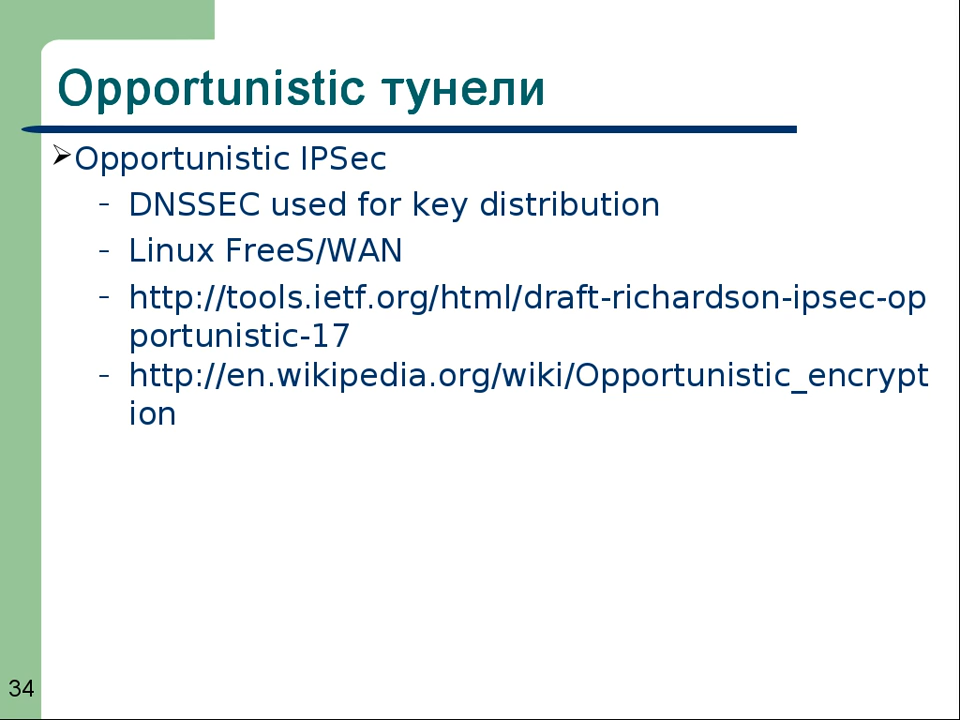 Opportunistic тунели
Opportunistic IPSec
– DNSSEC used for key distribution
– Linux FreeS/WAN
– http://tools.ietf.org/html/draft-richardson-ipsec-op
portunistic-17
– http://en.wikipedia.org/wiki/Opportunistic_encrypt
ion
34